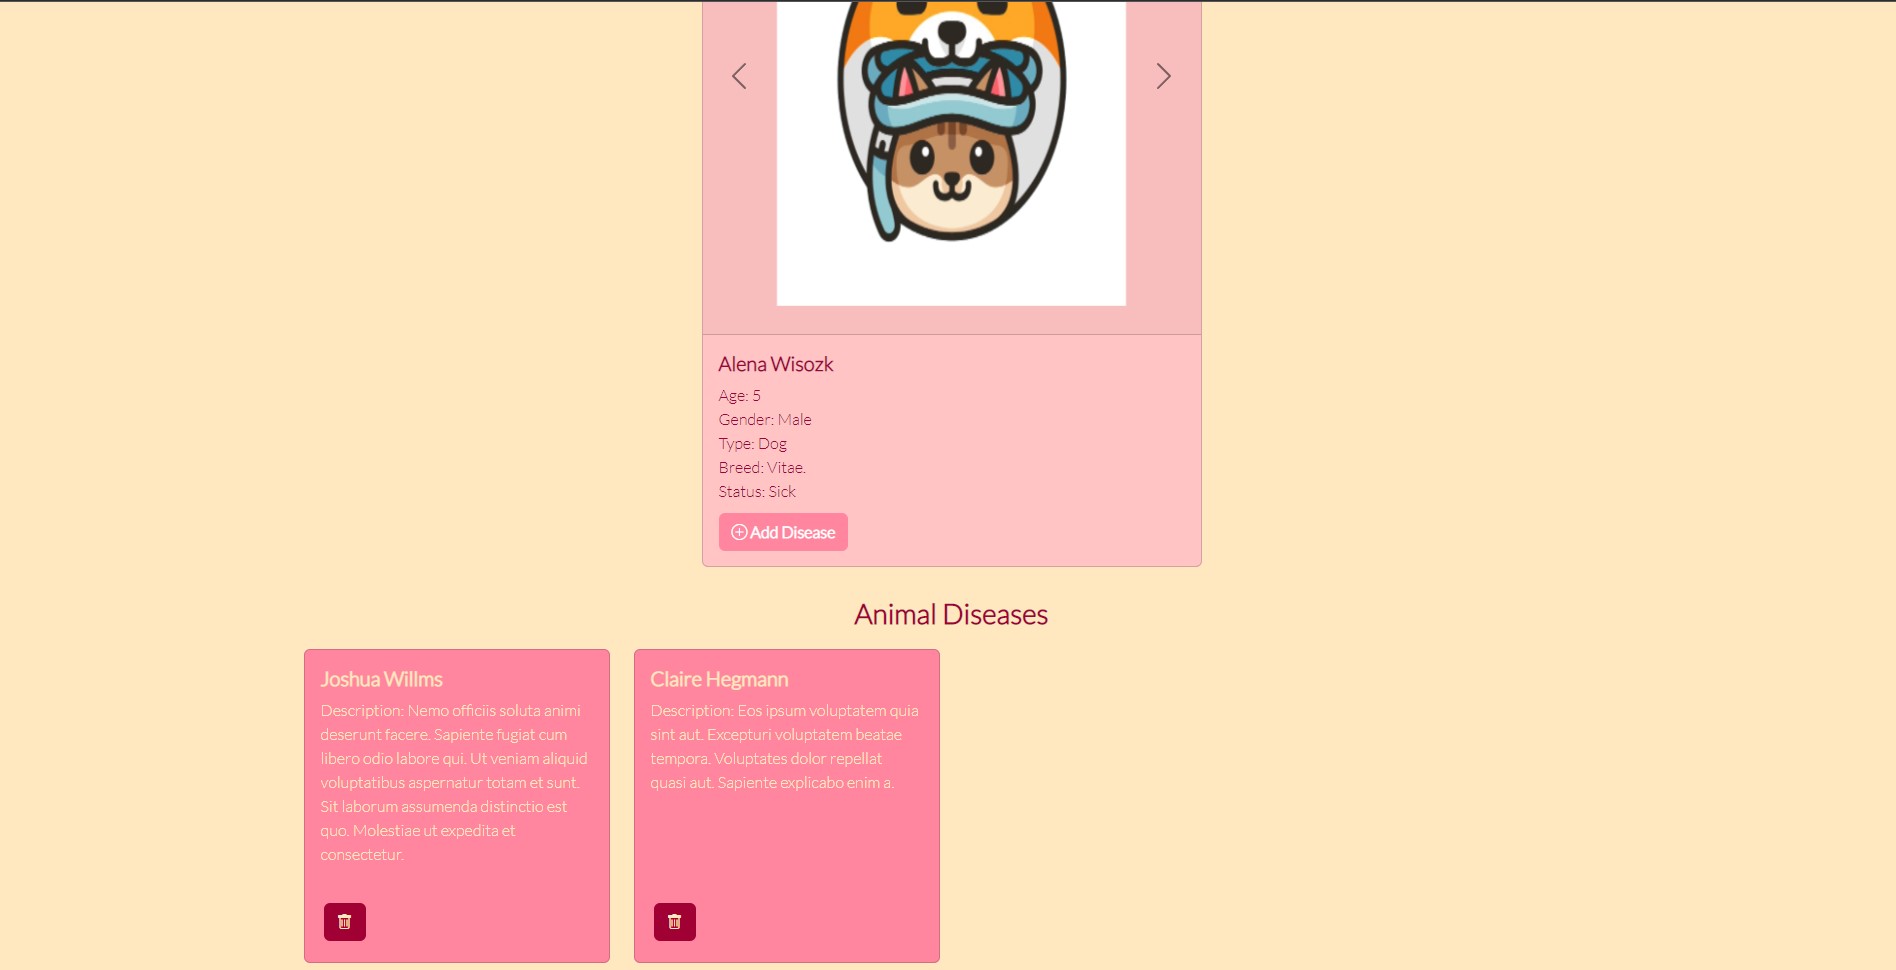 Alena Wisozk
Age: 5
Gender: Male
Type: Dog
Breed: Vitae.
Status: Sick
Add Disease
Animal Diseases
Joshua Willms
Description: Nemo officiis soluta animi
deserunt facere. Sapiente fugiat cum
libero odio labore qui. Ut veniam aliquid
voluptatibus aspernatur totam et sunt.
Sit laborum assumenda distinctio est
quo. Molestiae ut expedita et
consectetur.
Claire Hegmann
Description: Eos ipsum voluptatem quia
sint aut. Excepturi voluptatem beatae
tempora. Voluptates dolor repellat
quasi aut. Sapiente explicabo enim a.